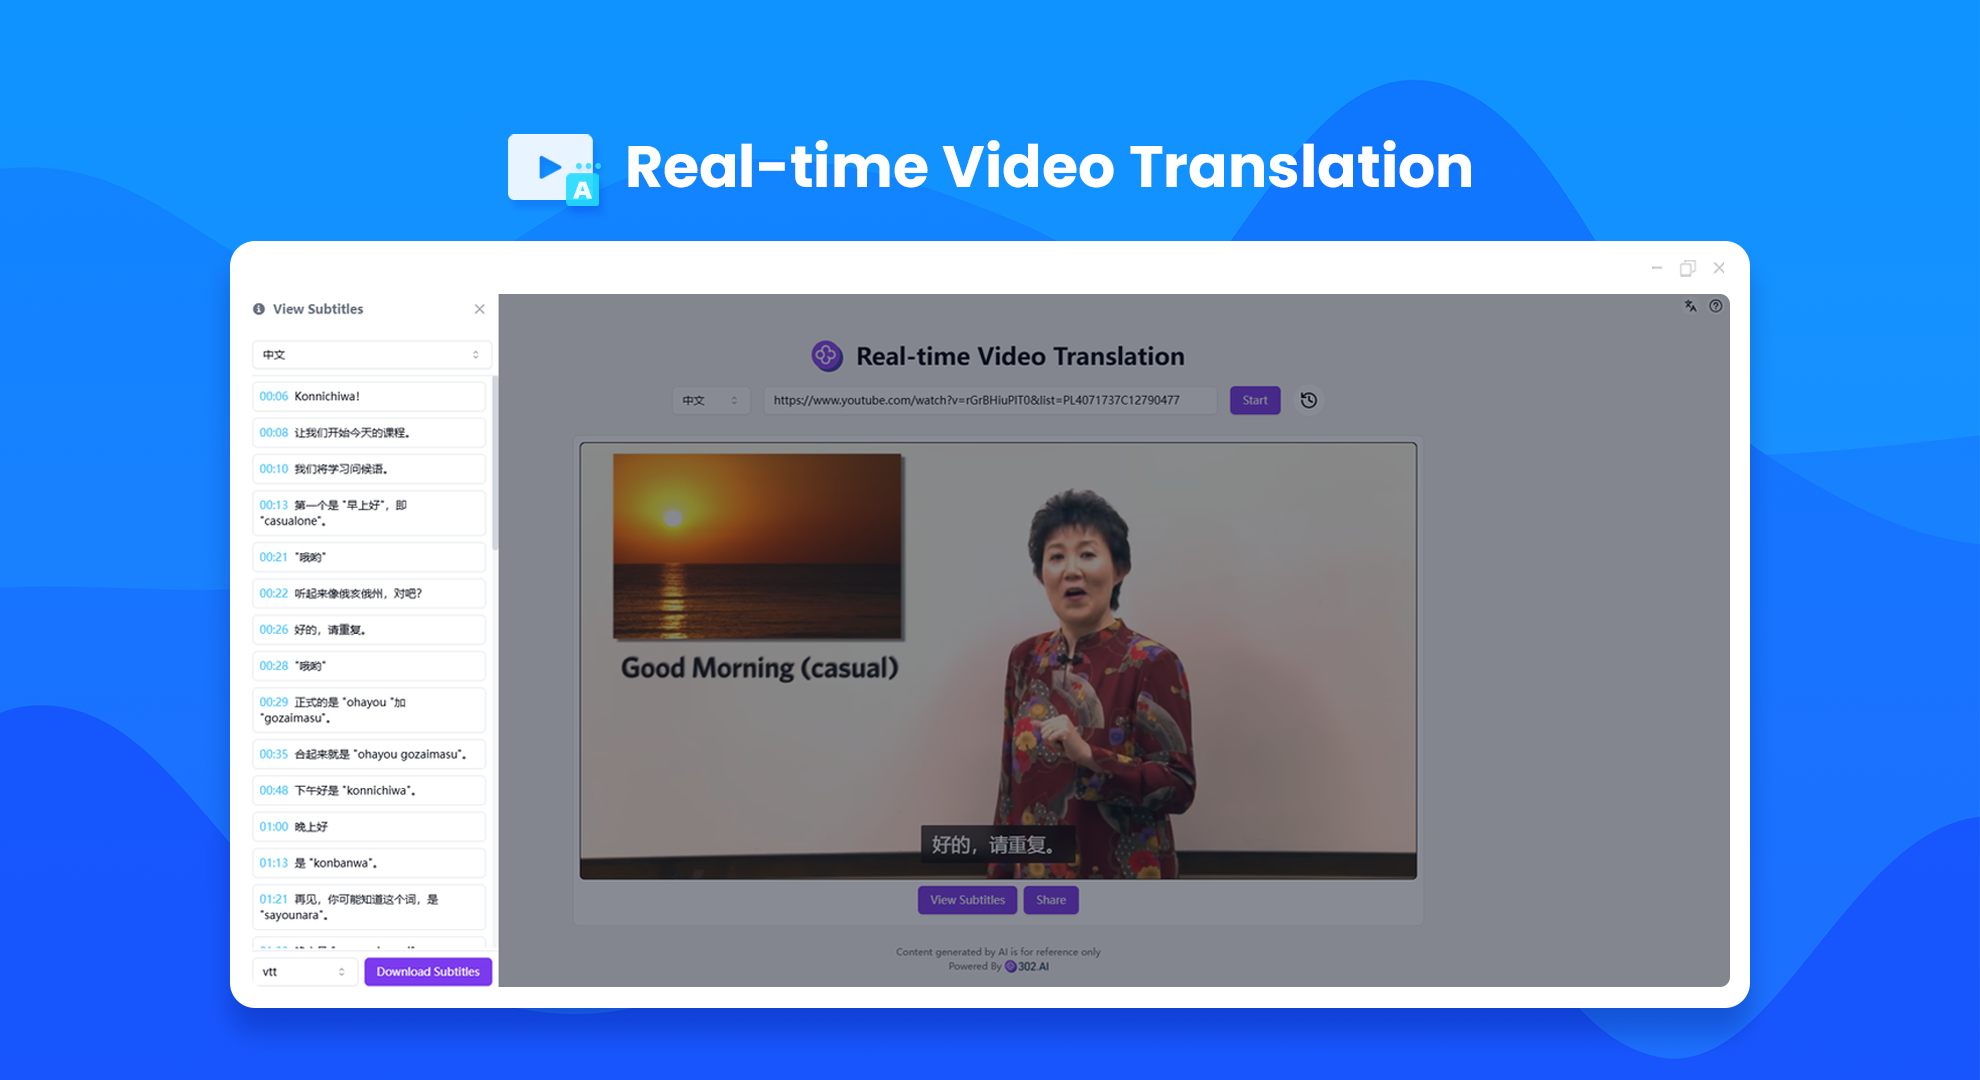 A
Real-time Video Translation
View Subtitles
中文
00:06 Konnichiwa!
00:08 让我们开始今天的课程。
00:10 我们将学习问候语。
00:13 第一个是 "早上好"，即
"casualone"。
00:21 "哦哟"
00:22 听起来像俄亥俄州，对吧?
00:26 好的，请重复。
00:28 "哦哟"
00:29 正式的是 "ohayou "加
"gozaimasu"。
00:35 合起来就是 "ohayou gozaimasu"。
00:48 下午好是 "konnichiwa"。
01:00 晚上好
01:13 是 "konbanwa"。
01:21 再见，你可能知道这个词，是
"sayounara"。
vtt
Download Subtitles
Real-time Video Translation
中文
https://www.youtube.com/watch?v=rGrBHiuPlT0&list=PL4071737C12790477
Start
Good Morning (casual)
好的，请重复。
View Subtitles
Share
Content generated by AI is for reference only
Powered By 302.AI